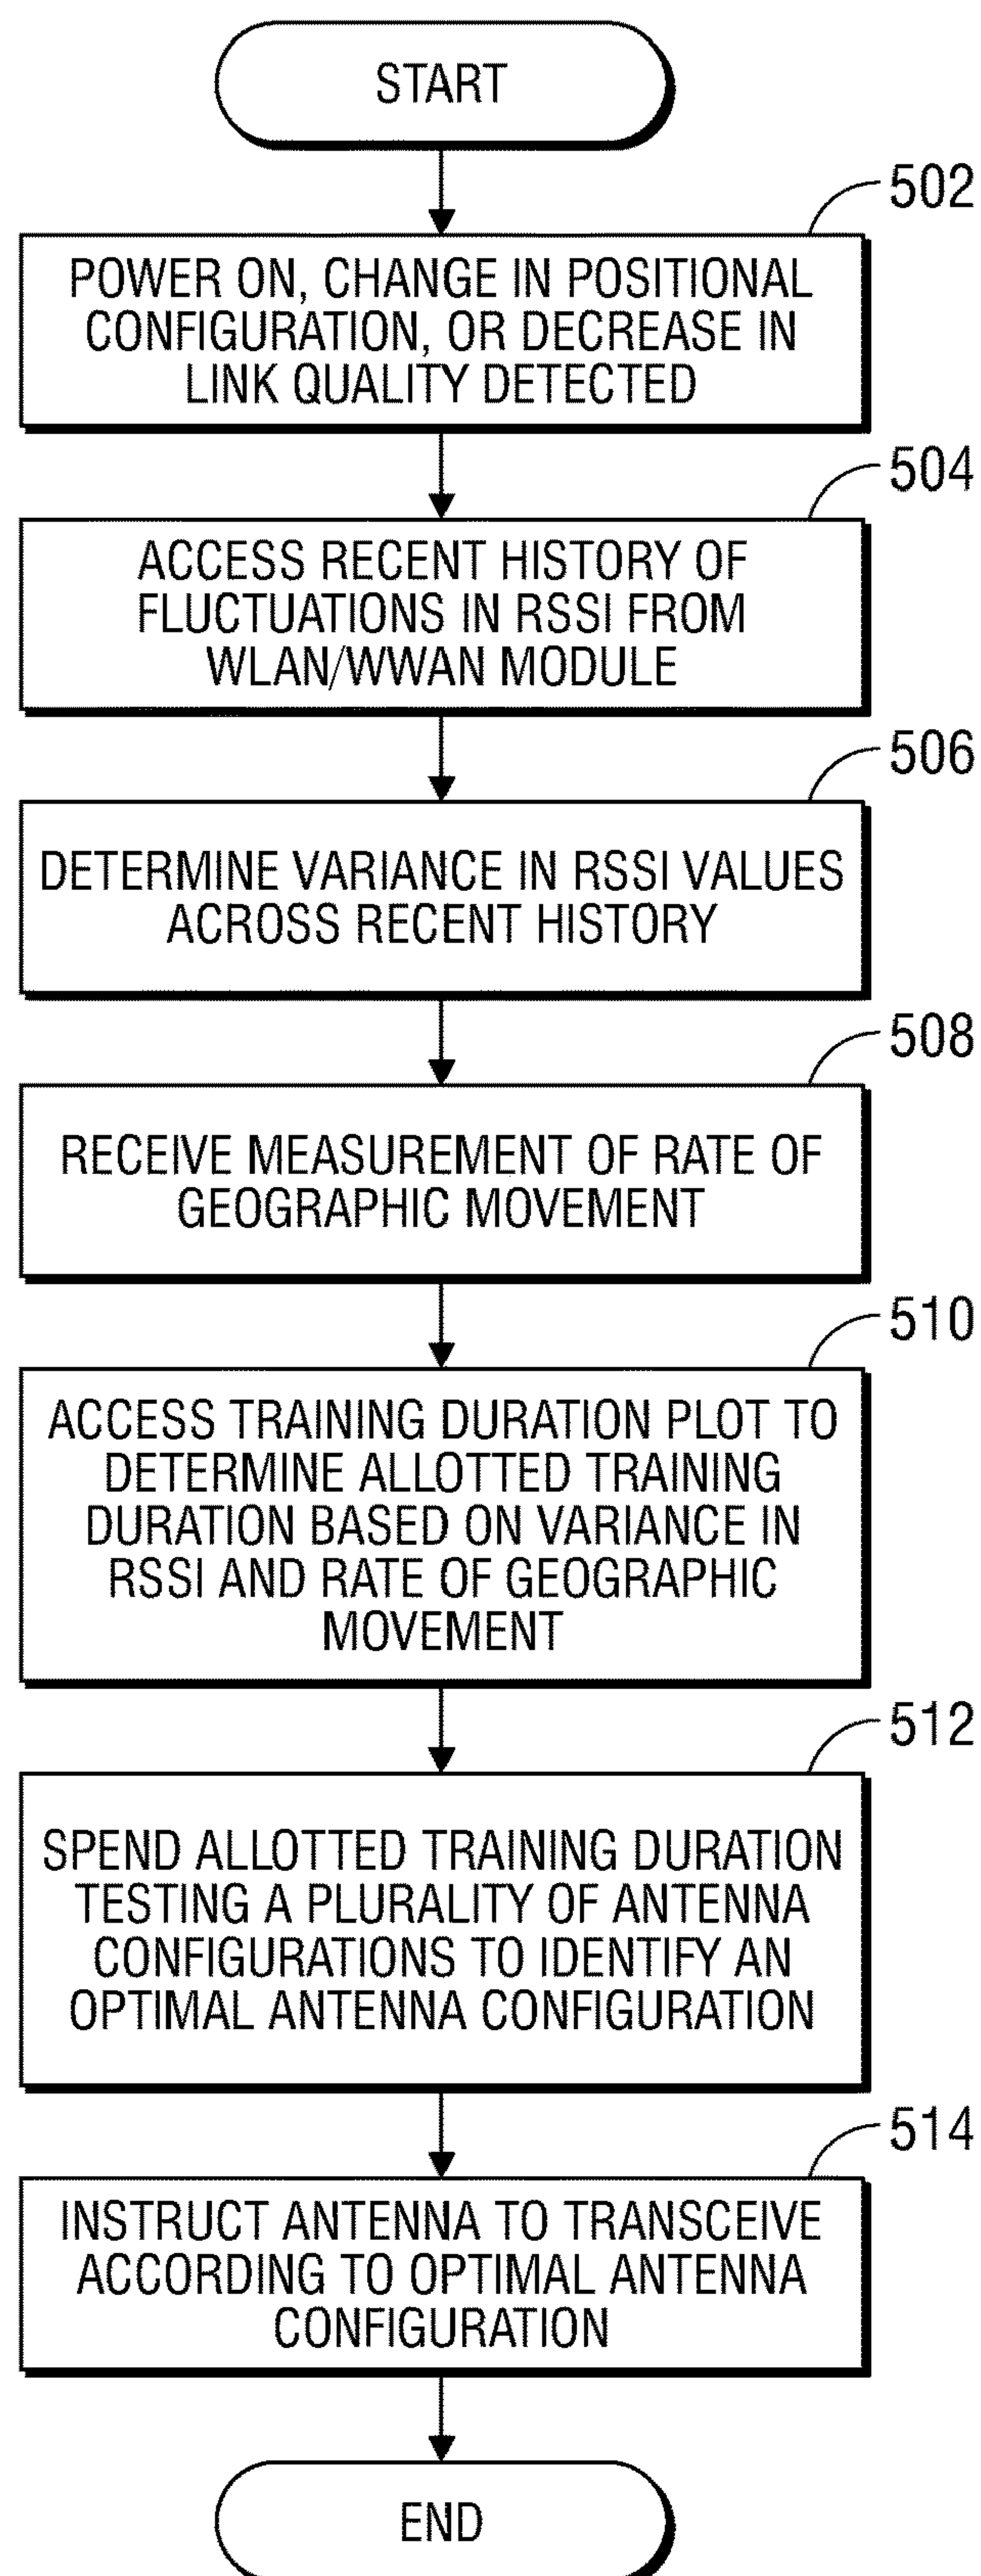 START
502
POWER ON, CHANGE IN POSITIONAL
CONFIGURATION, OR DECREASE IN
LINK QUALITY DETECTED
504
ACCESS RECENT HISTORY OF
FLUCTUATIONS IN RSSI FROM
WLAN/WWAN MODULE
506
DETERMINE VARIANCE IN RSSI VALUES
ACROSS RECENT HISTORY
508
RECEIVE MEASUREMENT OF RATE OF
GEOGRAPHIC MOVEMENT
510
ACCESS TRAINING DURATION PLOT TO
DETERMINE ALLOTTED TRAINING
DURATION BASED ON VARIANCE IN
RSSI AND RATE OF GEOGRAPHIC
MOVEMENT
512
SPEND ALLOTTED TRAINING DURATION
TESTING A PLURALITY OF ANTENNA
CONFIGURATIONS TO IDENTIFY AN
OPTIMAL ANTENNA CONFIGURATION
514
INSTRUCT ANTENNA TO TRANSCEIVE
ACCORDING TO OPTIMAL ANTENNA
CONFIGURATION
END